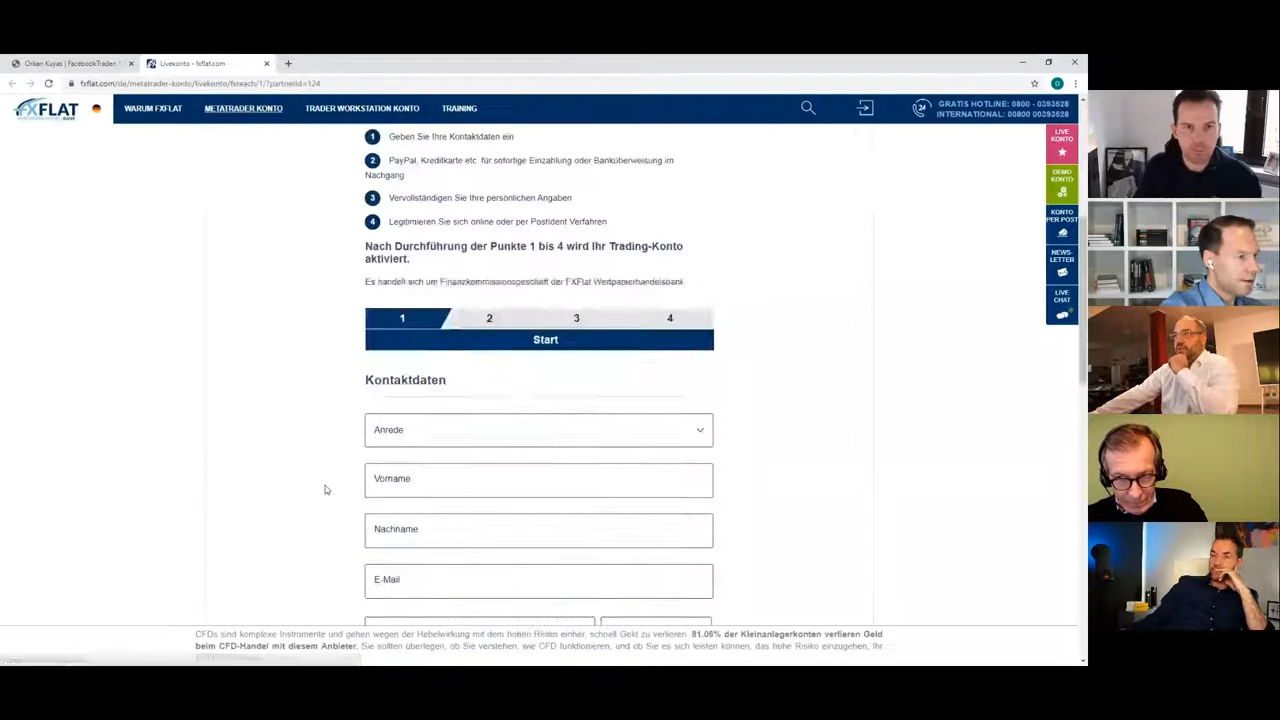 Orkan Kuyas | FacebookTraden
Livekonto - fxflat.com
fxflat.com/de/metatrader-konto/livekonto/fxreach/1/?partnerId=124
FXFLAT
WARUM FXFLAT
METATRADER KONTO
TRADER WORKSTATION KONTO
TRAINING
24
GRATIS HOTLINE: 0800 - 0393528
INTERNATIONAL: 00800 00393528
1 Geben Sie Ihre Kontaktdaten ein
2 PayPal, Kreditkarte etc für sofortige Einzahlung oder Banküberweisung im
Nachgang
3 Vervollständigen Sie Ihre persönlichen Angaben
4 Legitimieren Sie sich online oder per PostIdent Verfahren
Nach Durchführung der Punkte 1 bis 4 wird Ihr Trading-Konto
aktiviert.
Es handelt sich um Finanzkommissionsgeschäft der FXFlat Wertpapierhandelsbank
1 2 3 4
Start
Kontaktdaten
Anrede
Vorname
Nachname
E-Mail
LIVE
KONTO
DEMO
KONTO
KONTO
PER POST
NEWS-
LETTER
LIVE
CHAT
CFDs sind komplexe Instrumente und gehen wegen der Hebelwirkung mit dem hohen Risiko einher, schnell Geld zu verlieren. 81.06% der Kleinanlegerkonten verlieren Geld
beim CFD-Handel mit diesem Anbieter. Sie sollten überlegen, ob Sie verstehen, wie CFD funktionieren, und ob Sie es sich leisten können, das hohe Risiko einzugehen, Ihr